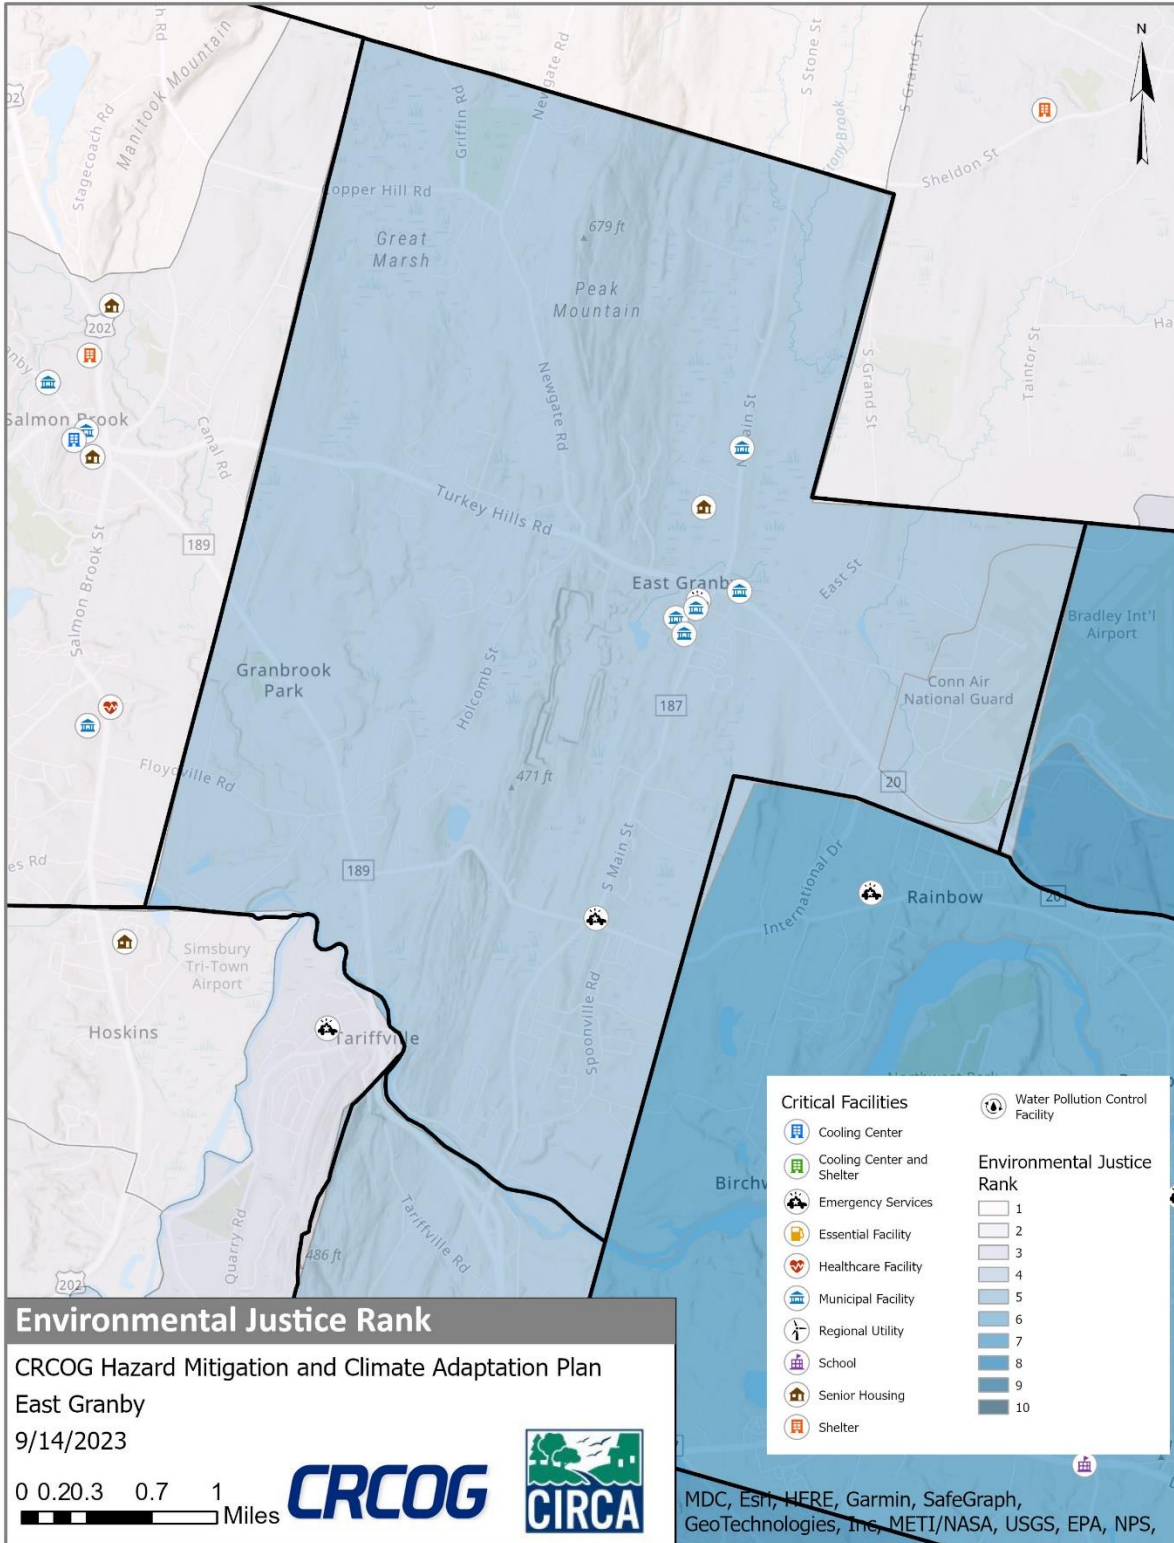 N
S Stone St
S Grand St
Newgate Rd
Griffin Rd
Manitook Mountain
Stagecoach Rd
Sheldon St
Copper Hill Rd
679 ft
Great
Marsh
Peak
Mountain
202
Taintor St
S Grand St
Newgate Rd
Salmon Brook
Canal Rd
Turkey Hills Rd
189
Salmon Brook St
East St
Bradley Int'l
Airport
Granbrook
Park
Holcomb St
Conn Air
National Guard
187
Floydville Rd
471 ft
20
S Main St
International Dr
189
Rainbow
20
Simsbury
Tri-Town
Airport
Hoskins
Tariffville
Spoonville Rd
Tariffville Rd
Quarry Rd
486 ft
202
Critical Facilities
Cooling Center
Cooling Center and
Shelter
Emergency Services
Essential Facility
Healthcare Facility
Municipal Facility
Regional Utility
School
Senior Housing
Shelter
Water Pollution Control
Facility
Environmental Justice
Rank
1
2
3
4
5
6
7
8
9
10
Environmental Justice Rank
CRCOG Hazard Mitigation and Climate Adaptation Plan
East Granby
9/14/2023
0 0.20.3 0.7 1
Miles
CRCOG
CIRCA
MDC, Esri, HERE, Garmin, SafeGraph,
GeoTechnologies, Inc, METI/NASA, USGS, EPA, NPS,